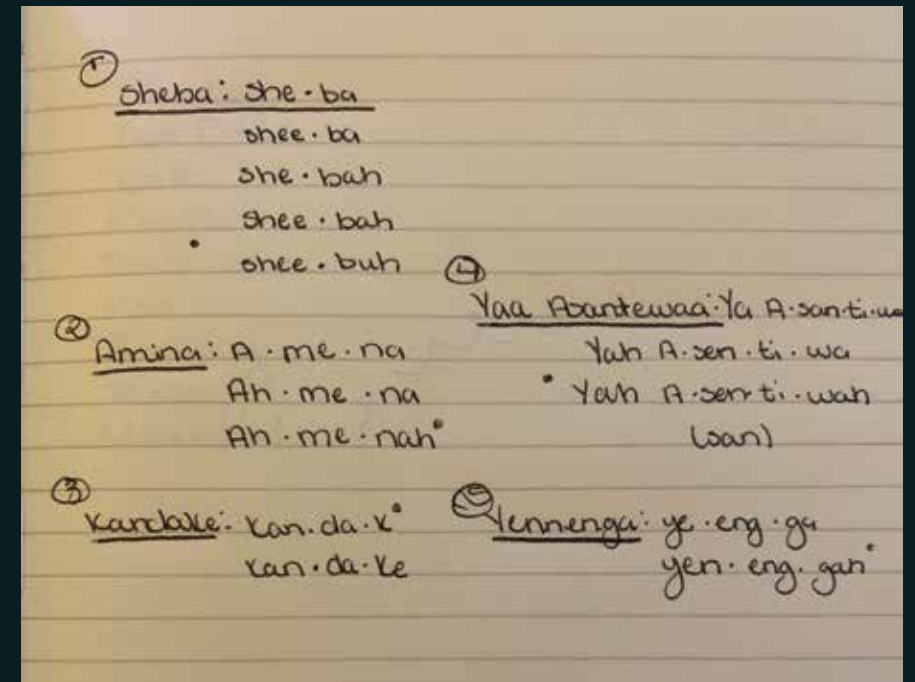 ①
Sheba: She · ba
shee · ba
she · bah
shee · bah
• shee · buh
②
Amina: A · me · na
Ah · me · na
Ah · me · nah•
③
Kandake: Kan · da · k•
Kan · da · ke
④
Yaa Asantewaa: Ya A · san · ti ·
Yah A · sen · ti · wa
• Yah A · sen · ti · wah
(san)
⑤
Yennenga: ye · eng · ga
yen · eng · gah•